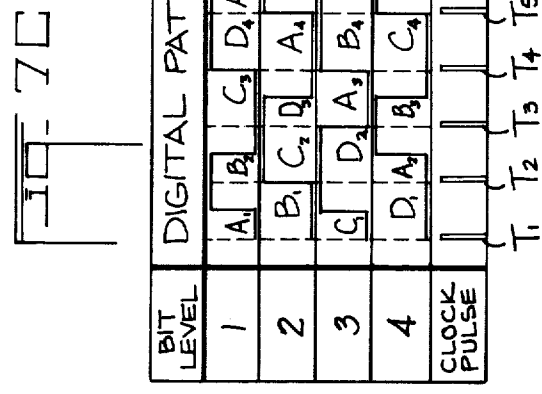 7C
BIT LEVEL DIGITAL PAT
1 A₁ B₂ C₃ D₄ A
2 B₁ C₂ D₃ A₄
3 C₁ D₂ A₃ B₄
4 D₁ A₂ B₃ C₄
CLOCK PULSE
T₁ T₂ T₃ T₄ T₅